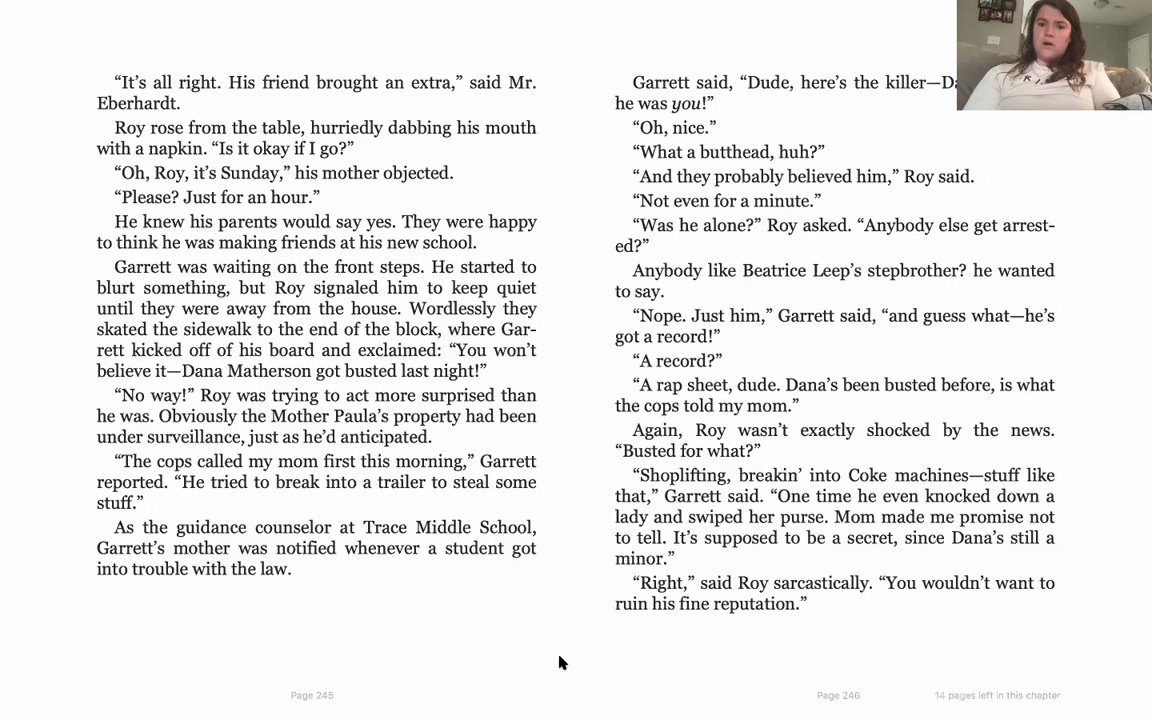 “It’s all right. His friend brought an extra,” said Mr.
Eberhardt.
Roy rose from the table, hurriedly dabbing his mouth
with a napkin. “Is it okay if I go?”
“Oh, Roy, it’s Sunday,” his mother objected.
“Please? Just for an hour.”
He knew his parents would say yes. They were happy
to think he was making friends at his new school.
Garrett was waiting on the front steps. He started to
blurt something, but Roy signaled him to keep quiet
until they were away from the house. Wordlessly they
skated the sidewalk to the end of the block, where Gar-
rett kicked off of his board and exclaimed: “You won’t
believe it—Dana Matherson got busted last night!”
“No way!” Roy was trying to act more surprised than
he was. Obviously the Mother Paula’s property had been
under surveillance, just as he’d anticipated.
“The cops called my mom first this morning,” Garrett
reported. “He tried to break into a trailer to steal some
stuff.”
As the guidance counselor at Trace Middle School,
Garrett’s mother was notified whenever a student got
into trouble with the law.
Page 245
Garrett said, “Dude, here’s the killer—
he was you!”
“Oh, nice.”
“What a butthead, huh?”
“And they probably believed him,” Roy said.
“Not even for a minute.”
“Was he alone?” Roy asked. “Anybody else get arrest-
ed?”
Anybody like Beatrice Leep’s stepbrother? he wanted
to say.
“Nope. Just him,” Garrett said, “and guess what—he’s
got a record!”
“A record?”
“A rap sheet, dude. Dana’s been busted before, is what
the cops told my mom.”
Again, Roy wasn’t exactly shocked by the news.
“Busted for what?”
“Shoplifting, breakin’ into Coke machines—stuff like
that,” Garrett said. “One time he even knocked down a
lady and swiped her purse. Mom made me promise not
to tell. It’s supposed to be a secret, since Dana’s still a
minor.”
“Right,” said Roy sarcastically. “You wouldn’t want to
ruin his fine reputation.”
Page 246
14 pages left in this chapter